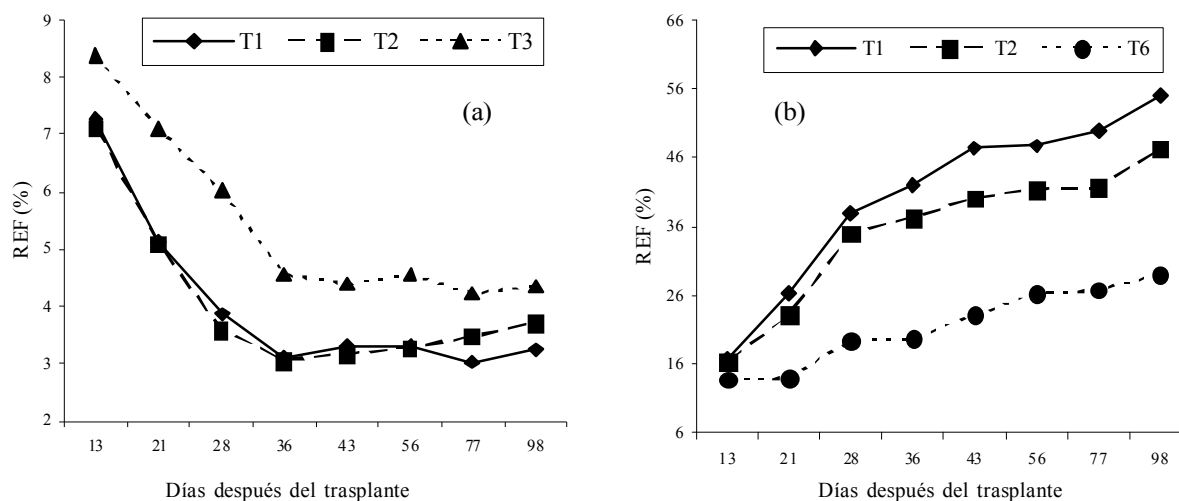 T1 T2 T3
(a)
REF (%)
9
8
7
6
5
4
3
2
13 21 28 36 43 56 77 98
Días después del trasplante
T1 T2 T6
(b)
REF (%)
66
56
46
36
26
16
6
13 21 28 36 43 56 77 98
Días después del trasplante